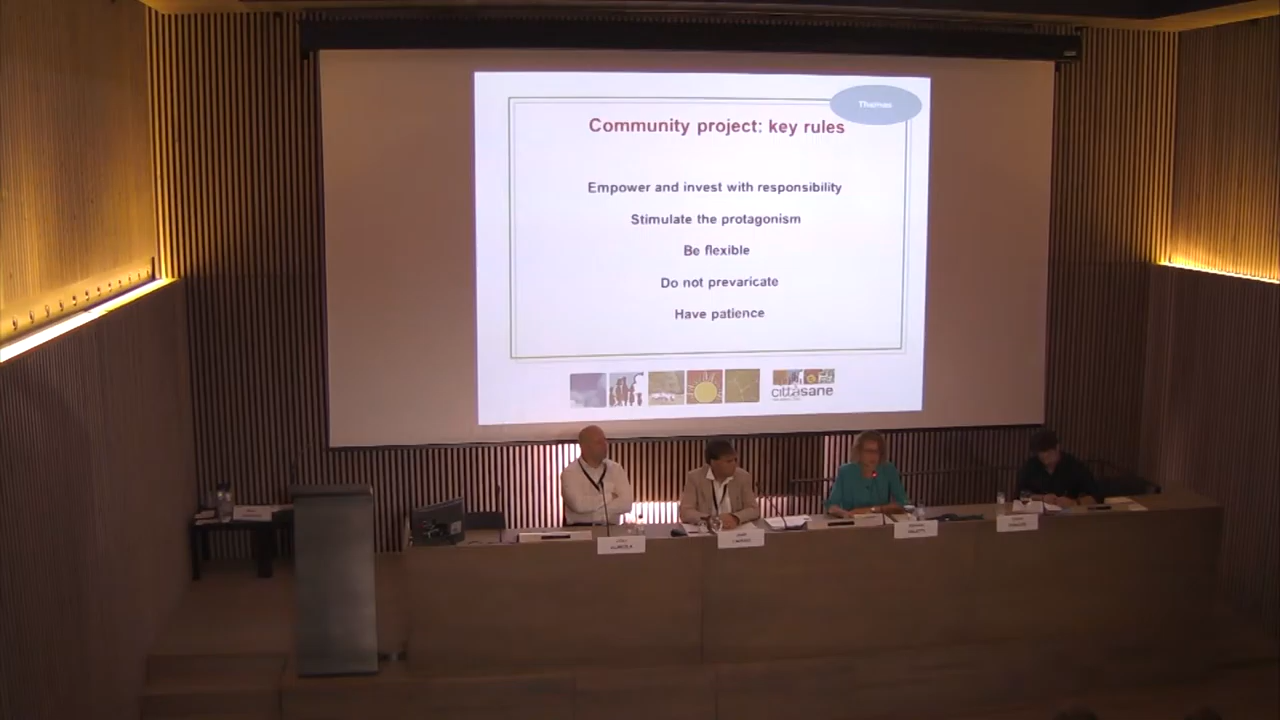 Thomas
Community project: key rules
Empower and invest with responsibility
Stimulate the protagonism
Be flexible
Do not prevaricate
Have patience
cittàsane